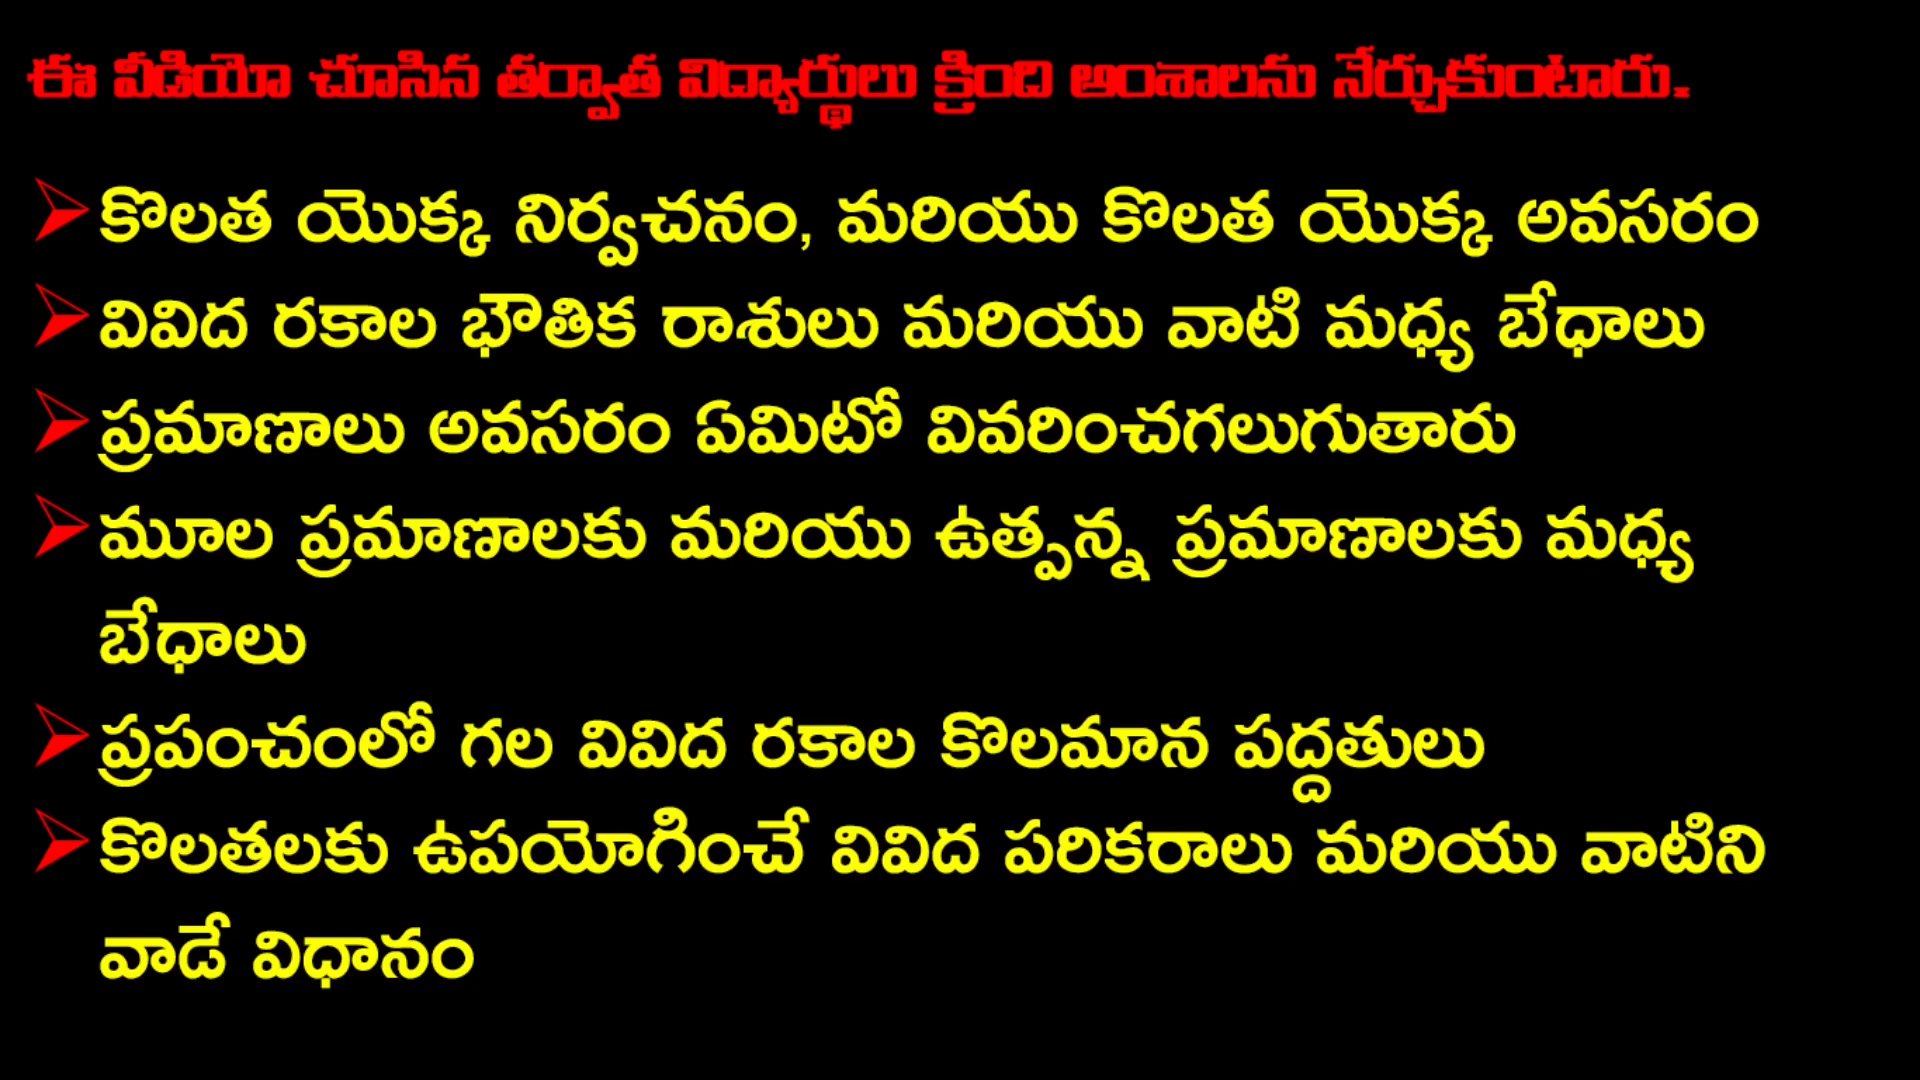 ఈ వీడియో చూసిన తర్వాత విద్యార్థులు క్రింది అంశాలను నేర్చుకుంటారు.
కొలత యొక్క నిర్వచనం, మరియు కొలత యొక్క అవసరం
వివిద రకాల భౌతిక రాశులు మరియు వాటి మధ్య బేధాలు
ప్రమాణాలు అవసరం ఏమిటో వివరించగలుగుతారు
మూల ప్రమాణాలకు మరియు ఉత్పన్న ప్రమాణాలకు మధ్య
బేధాలు
ప్రపంచంలో గల వివిద రకాల కొలమాన పద్దతులు
కొలతలకు ఉపయోగించే వివిద పరికరాలు మరియు వాటిని
వాడే విధానం